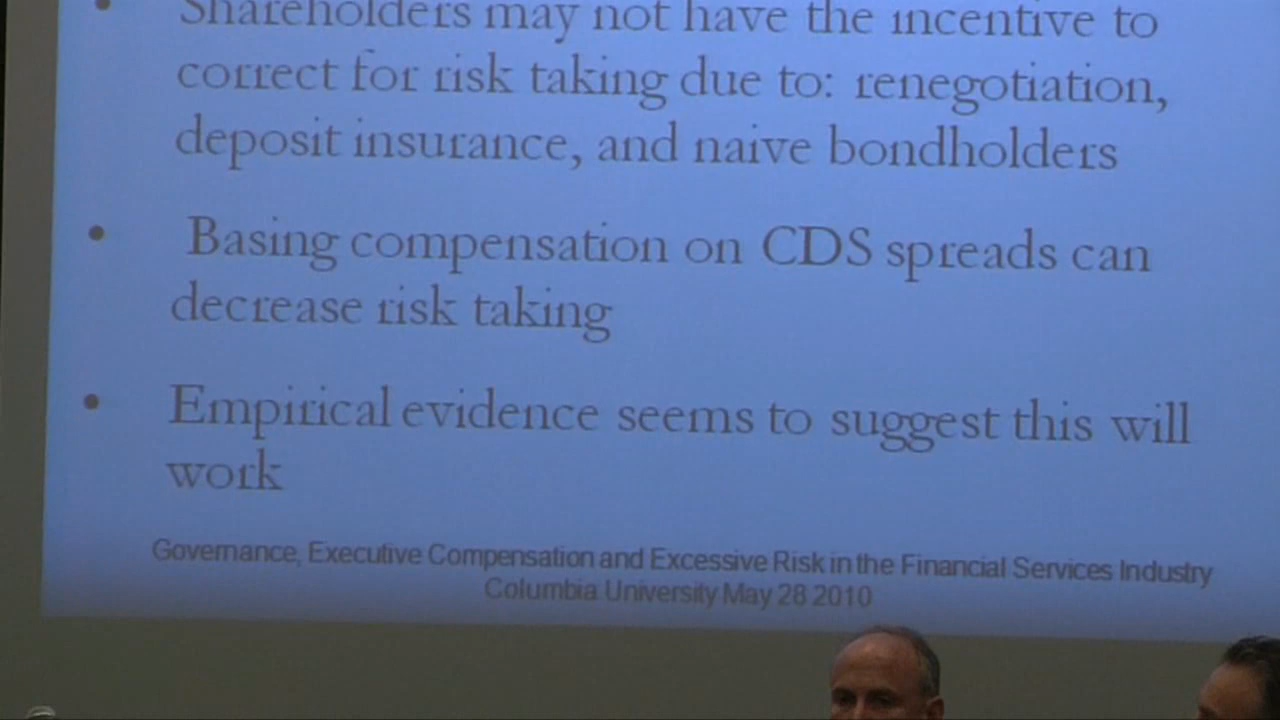 • Shareholders may not have the incentive to
correct for risk taking due to: renegotiation,
deposit insurance, and naive bondholders
• Basing compensation on CDS spreads can
decrease risk taking
• Empirical evidence seems to suggest this will
work
Governance, Executive Compensation and Excessive Risk in the Financial Services Industry
Columbia University May 28 2010